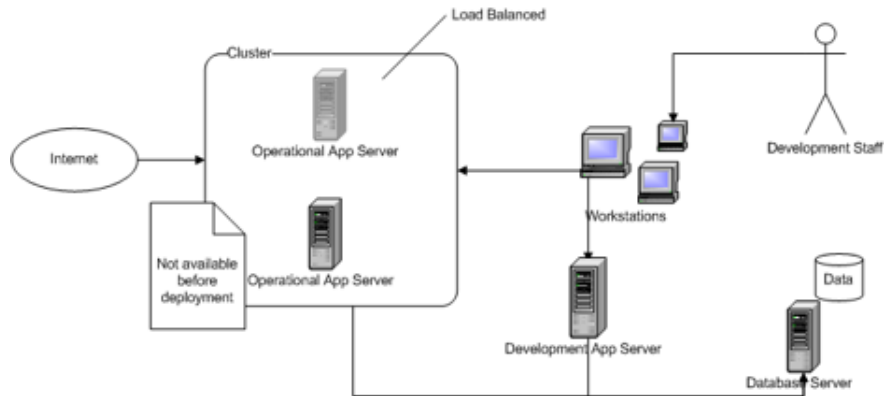 Load Balanced
Cluster
Operational App Server
Internet
Development Staff
Workstations
Not available
before
deployment
Operational App Server
Data
Development App Server
Database Server